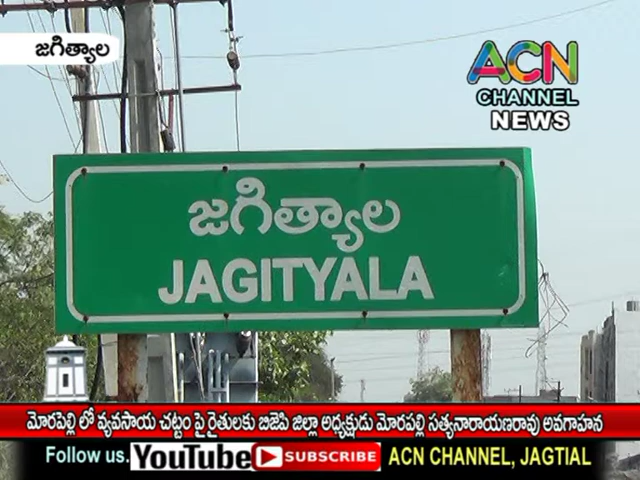 జగిత్యాల
ACN
CHANNEL
NEWS
జగిత్యాల
JAGITYALA
మోరపెల్లి లో వ్యవసాయ చట్టం పై రైతులకు బిజెపి జిల్లా అధ్యక్షుడు మోరపల్లి సత్యనారాయణరావు అవగాహన
Follow us. YouTube SUBSCRIBE ACN CHANNEL, JAGTIAL